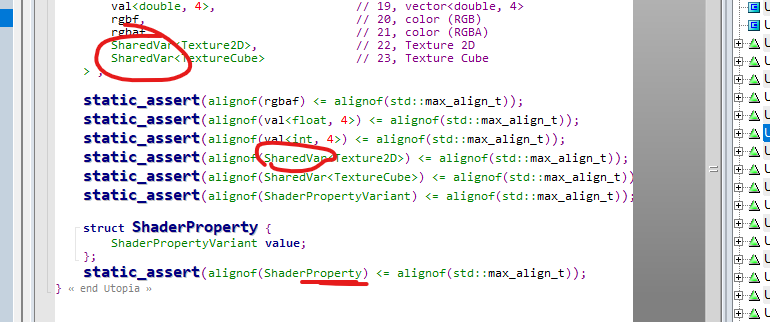 val<double, 4>, // 19, vector<double, 4>
rgbf, // 20, color (RGB)
rgbaf // 21, color (RGBA)
SharedVar<Texture2D>, // 22, Texture 2D
SharedVar<TextureCube> // 23, Texture Cube
> ;
static_assert(alignof(rgbaf) <= alignof(std::max_align_t));
static_assert(alignof(val<float, 4>) <= alignof(std::max_align_t));
static_assert(alignof(val<int, 4>) <= alignof(std::max_align_t));
static_assert(alignof(SharedVar<Texture2D>) <= alignof(std::max_align_t));
static_assert(alignof(SharedVar<TextureCube>) <= alignof(std::max_align_t))
static_assert(alignof(ShaderPropertyVariant) <= alignof(std::max_align_t));
struct ShaderProperty {
ShaderPropertyVariant value;
};
static_assert(alignof(ShaderProperty) <= alignof(std::max_align_t));
} « end Utopia »